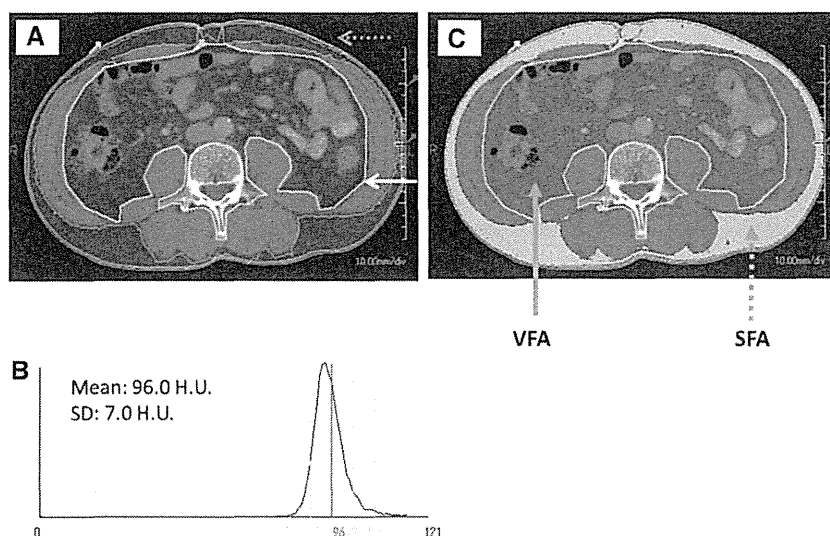 A
C
10.00mm/div
10.00mm/div
VFA
SFA
B
Mean: 96.0 H.U.
SD: 7.0 H.U.
0
96
121